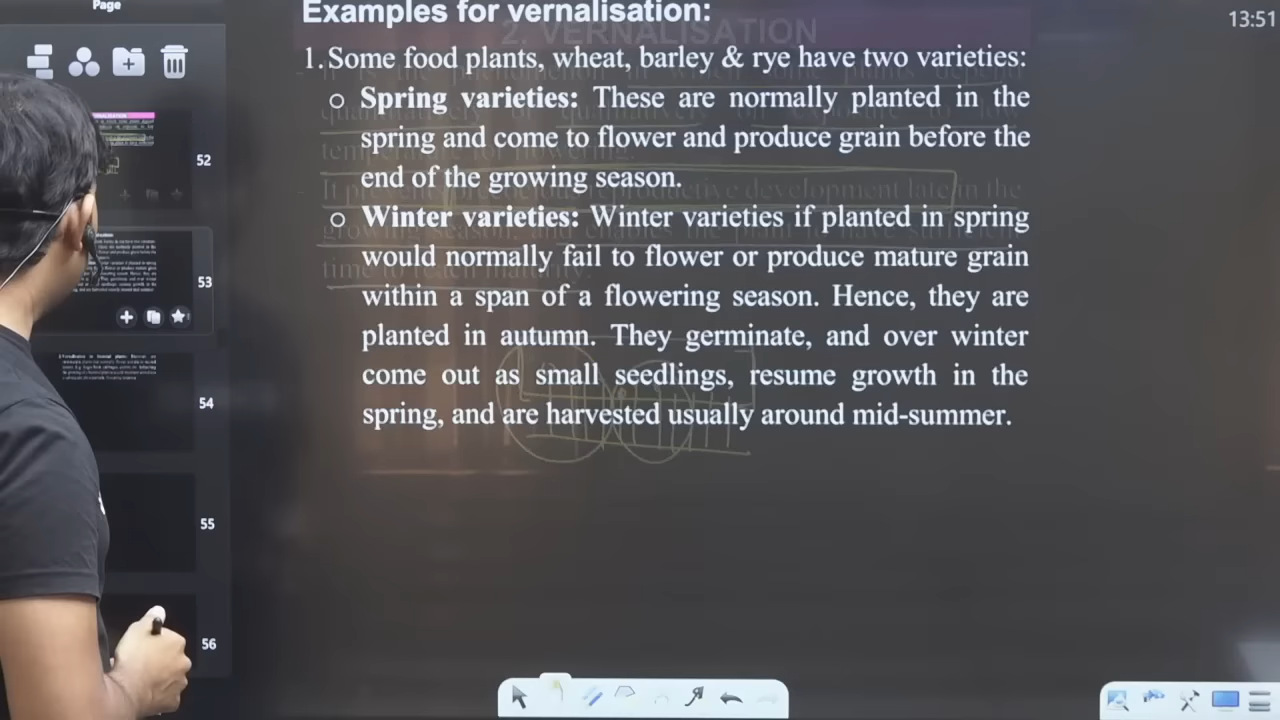 Page
13:51
Examples for vernalisation:
2. VERNALISATION
1. Some food plants, wheat, barley & rye have two varieties:
o Spring varieties: These are normally planted in the
spring and come to flower and produce grain before the
end of the growing season.
o Winter varieties: Winter varieties if planted in spring
would normally fail to flower or produce mature grain
within a span of a flowering season. Hence, they are
planted in autumn. They germinate, and over winter
come out as small seedlings, resume growth in the
spring, and are harvested usually around mid-summer.
52
53
54
55
56